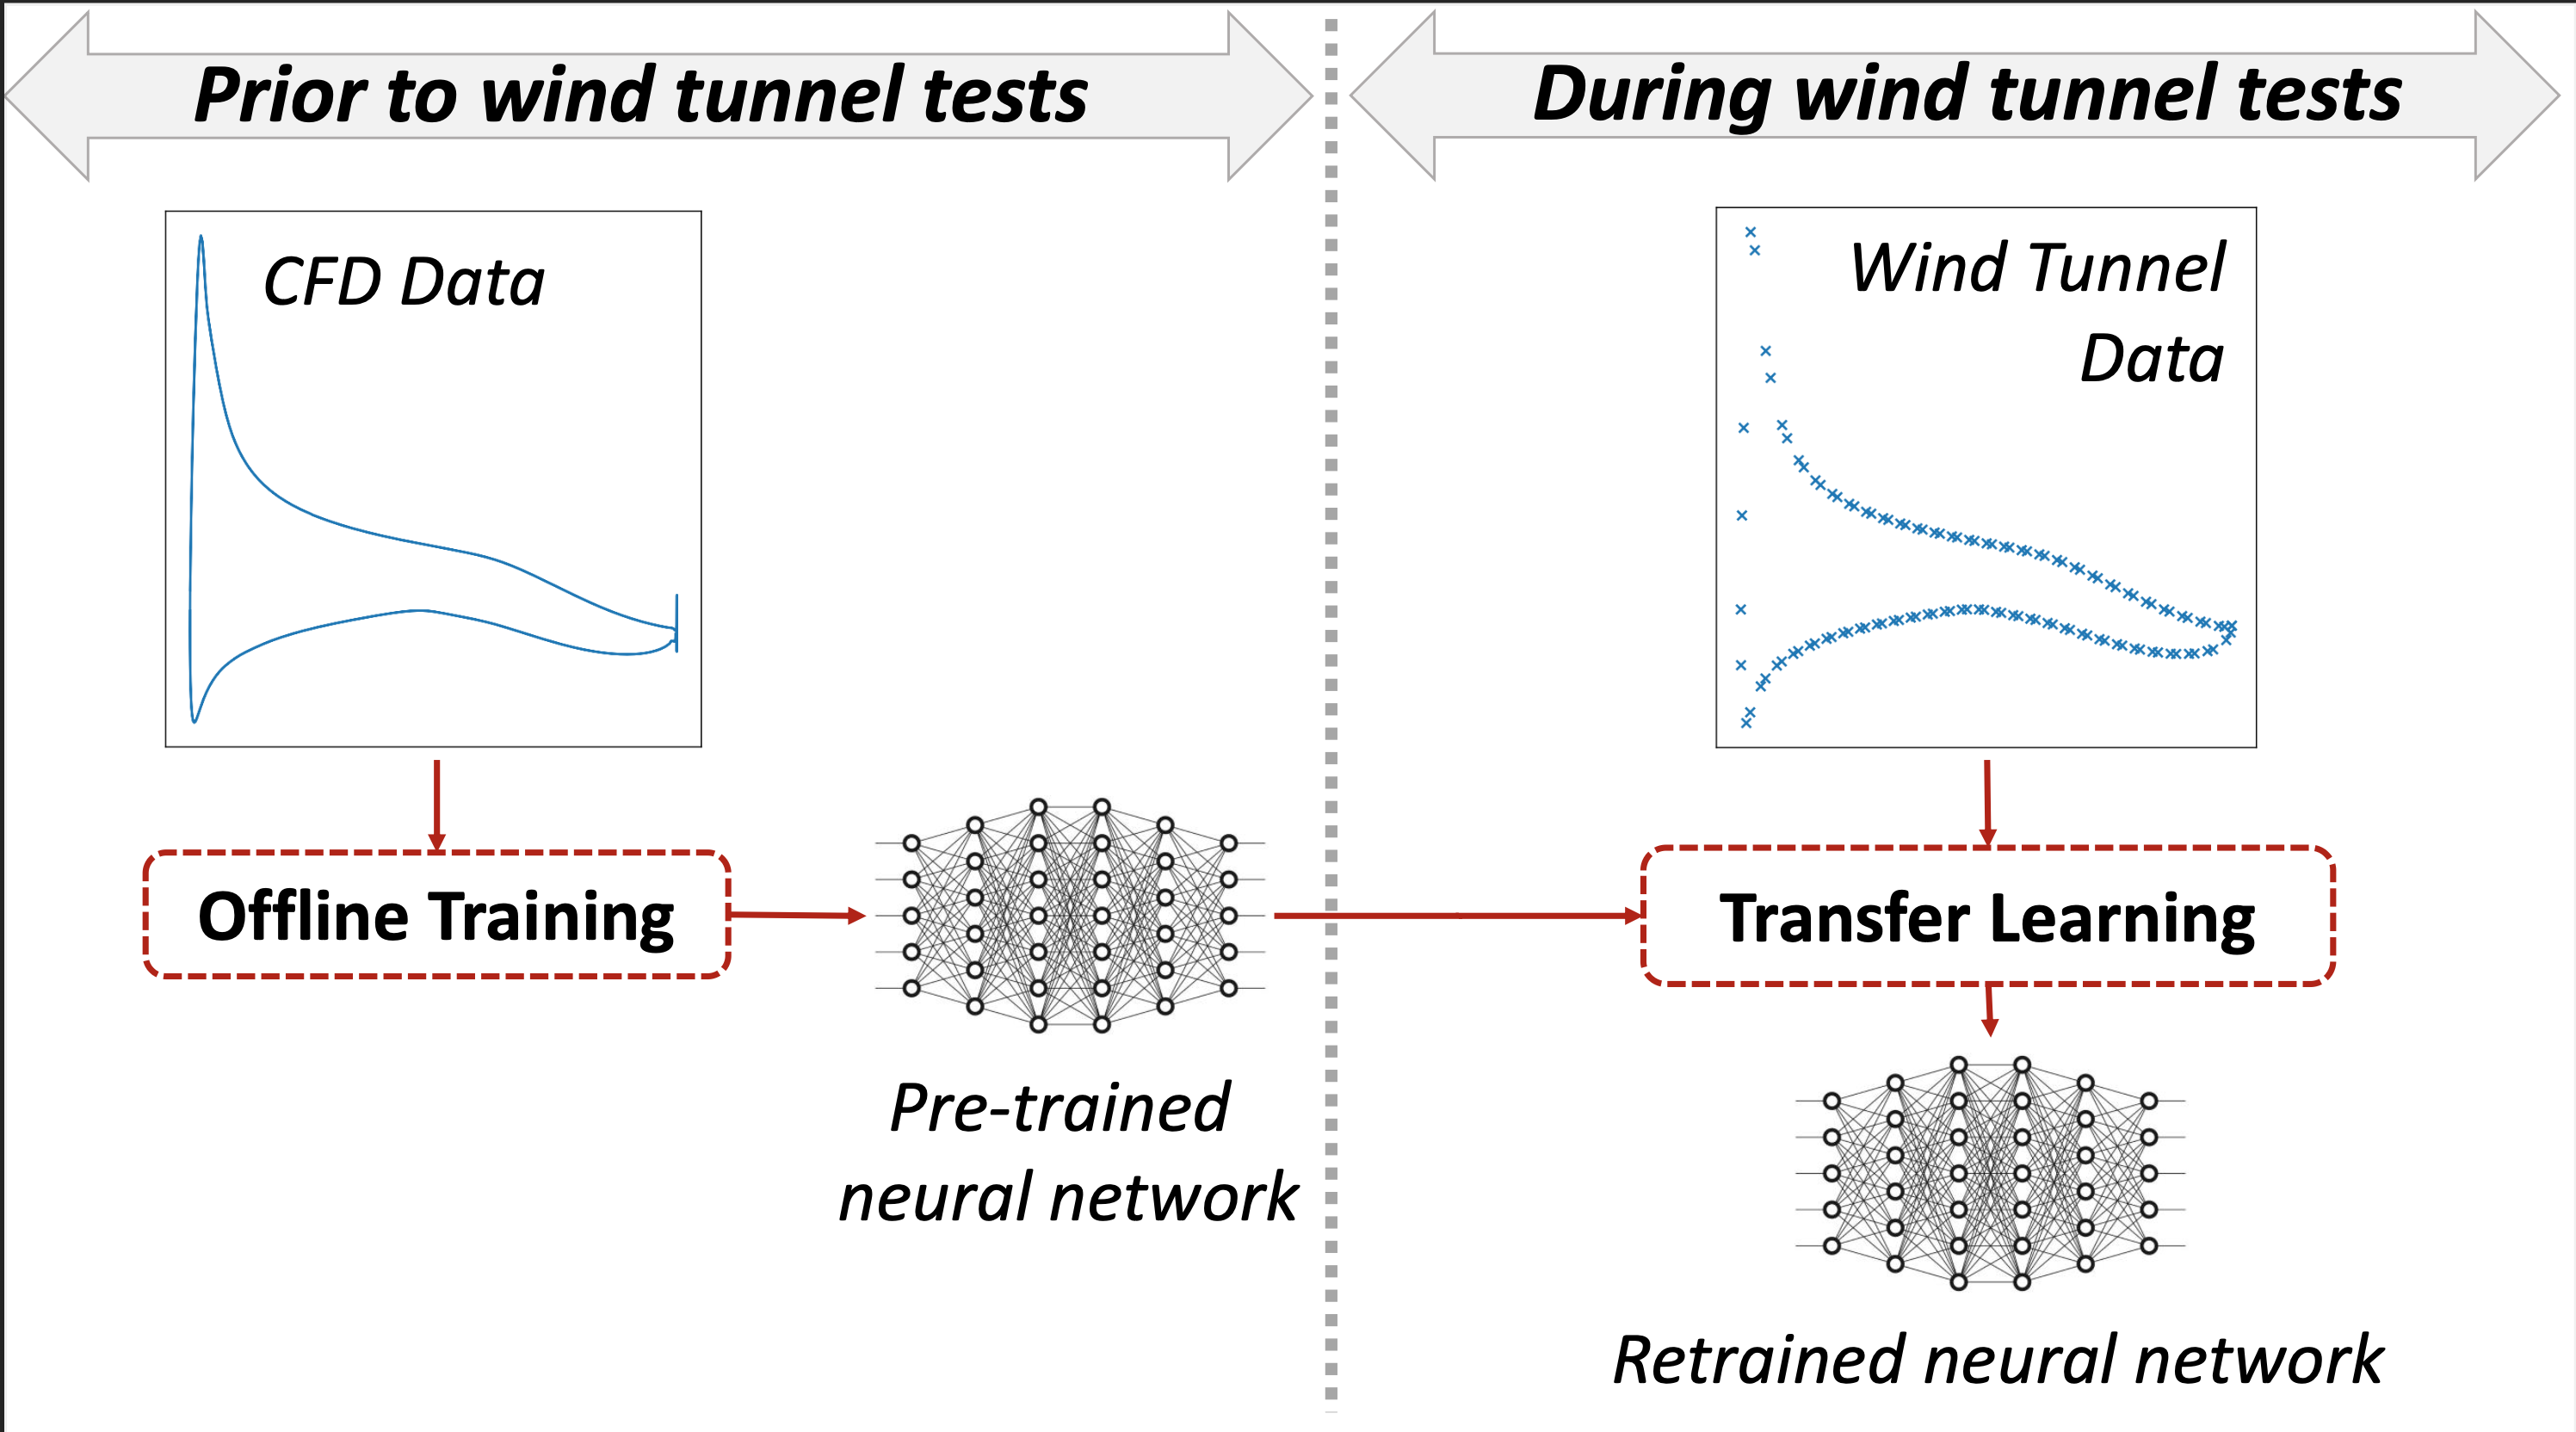 Prior to wind tunnel tests
During wind tunnel tests
CFD Data
Wind Tunnel
Data
Offline Training
Transfer Learning
Pre-trained
neural network
Retrained neural network